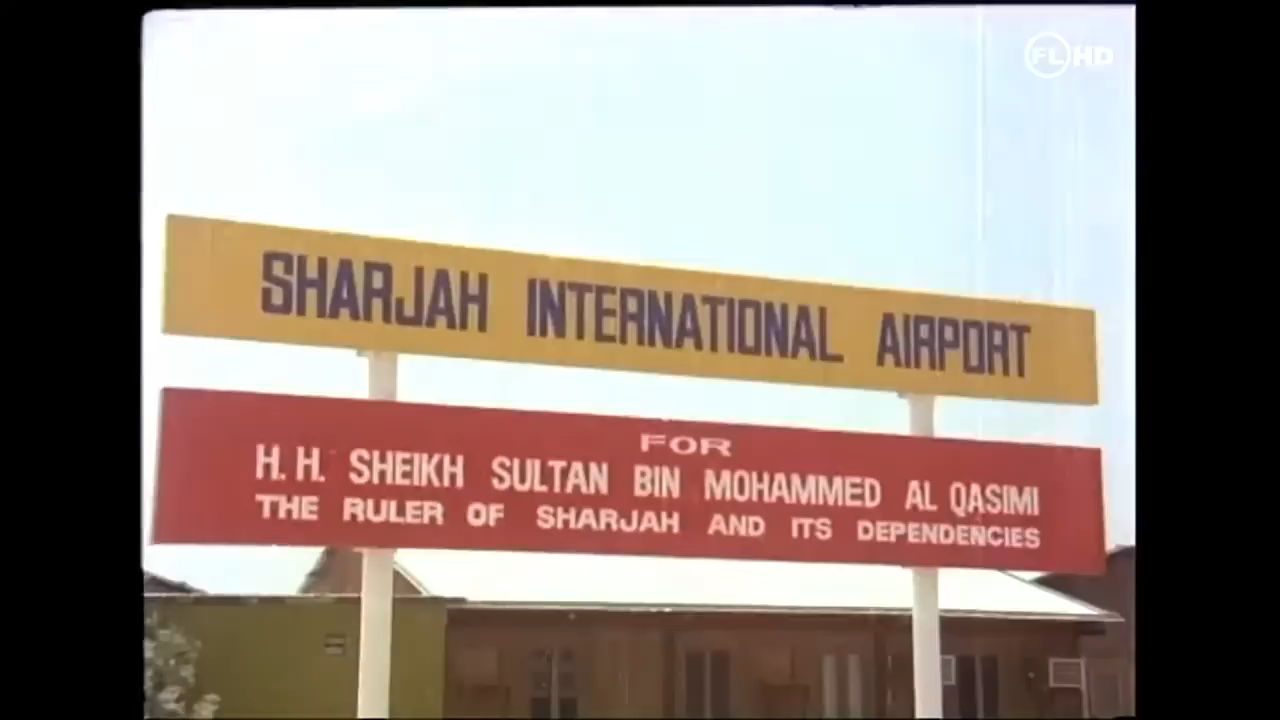 FL HD
SHARJAH INTERNATIONAL AIRPORT
FOR
H. H. SHEIKH SULTAN BIN MOHAMMED AL QASIMI
THE RULER OF SHARJAH AND ITS DEPENDENCIES